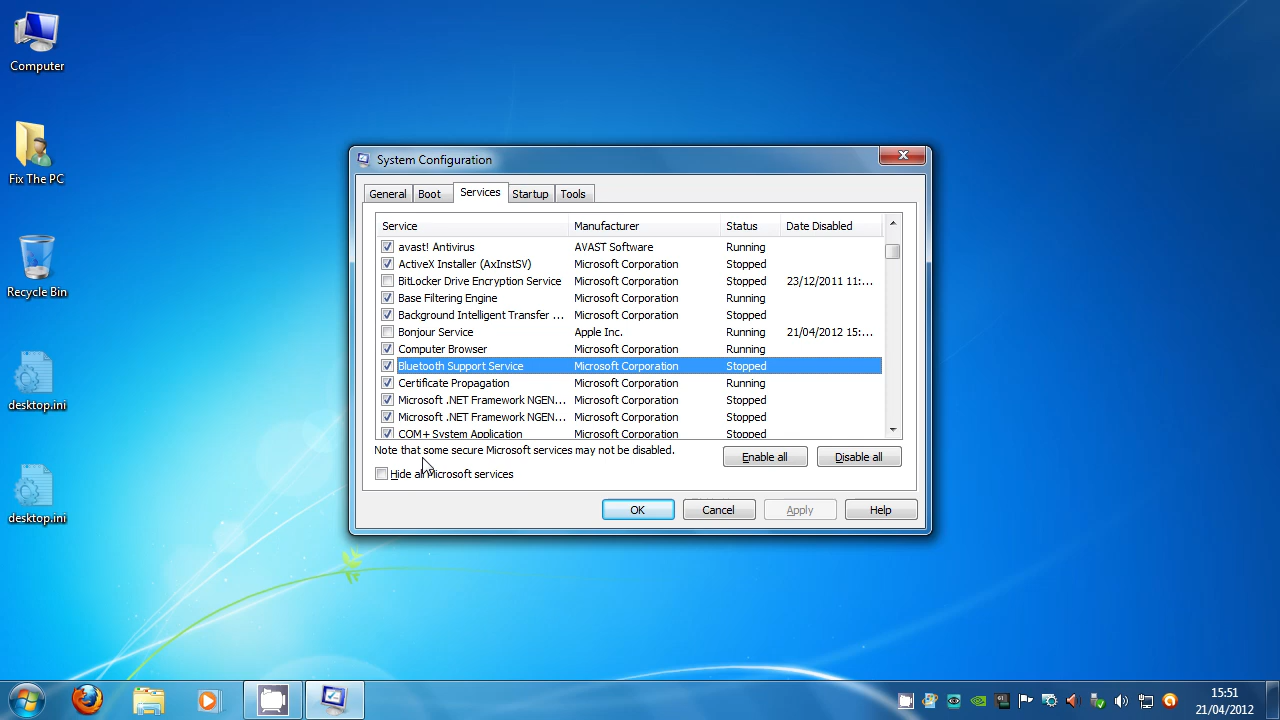 Computer
Fix The PC
Recycle Bin
desktop.ini
desktop.ini
System Configuration
General Boot Services Startup Tools
Service Manufacturer Status Date Disabled
avast! Antivirus AVAST Software Running
ActiveX Installer (AxInstSV) Microsoft Corporation Stopped
BitLocker Drive Encryption Service Microsoft Corporation Stopped 23/12/2011 11:...
Base Filtering Engine Microsoft Corporation Running
Background Intelligent Transfer ... Microsoft Corporation Stopped
Bonjour Service Apple Inc. Running 21/04/2012 15:...
Computer Browser Microsoft Corporation Running
Bluetooth Support Service Microsoft Corporation Stopped
Certificate Propagation Microsoft Corporation Running
Microsoft .NET Framework NGEN... Microsoft Corporation Stopped
Microsoft .NET Framework NGEN... Microsoft Corporation Stopped
COM+ System Application Microsoft Corporation Stopped
Note that some secure Microsoft services may not be disabled.
Enable all Disable all
Hide all Microsoft services
OK Cancel Apply Help
15:51
21/04/2012